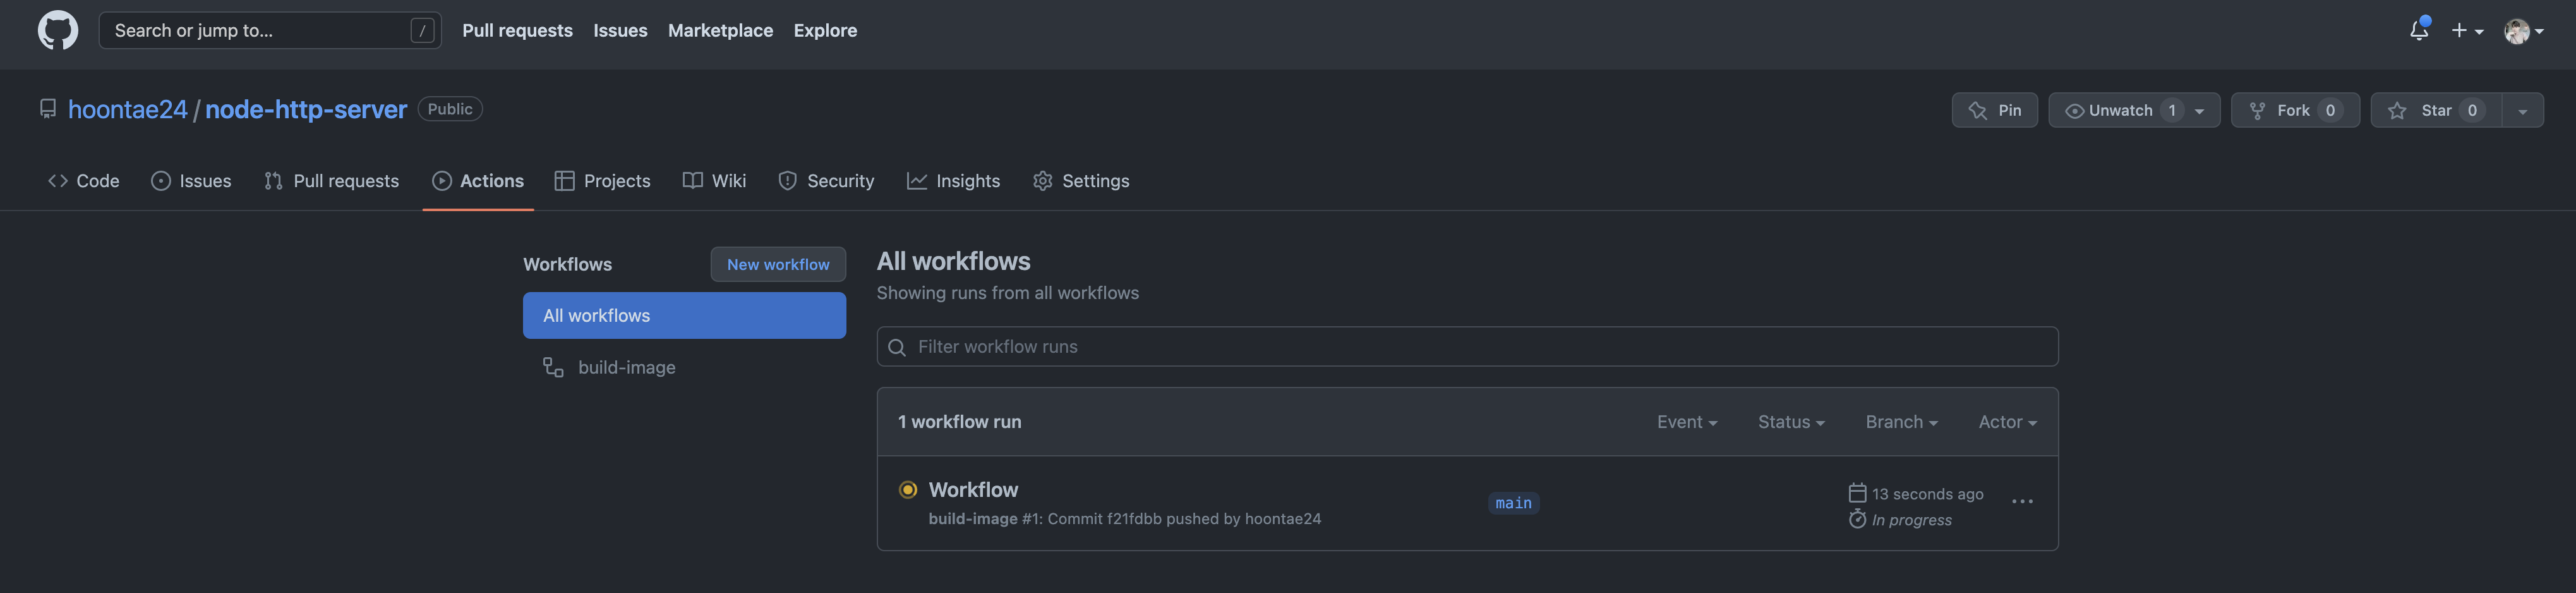 Search or jump to... /
Pull requests Issues Marketplace Explore
hoontae24 / node-http-server Public
Pin Unwatch 1 Fork 0 Star 0
Code Issues Pull requests Actions Projects Wiki Security Insights Settings
Workflows New workflow
All workflows
build-image
All workflows
Showing runs from all workflows
Filter workflow runs
1 workflow run Event Status Branch Actor
Workflow
build-image #1: Commit f21fdbb pushed by hoontae24
main
13 seconds ago
In progress